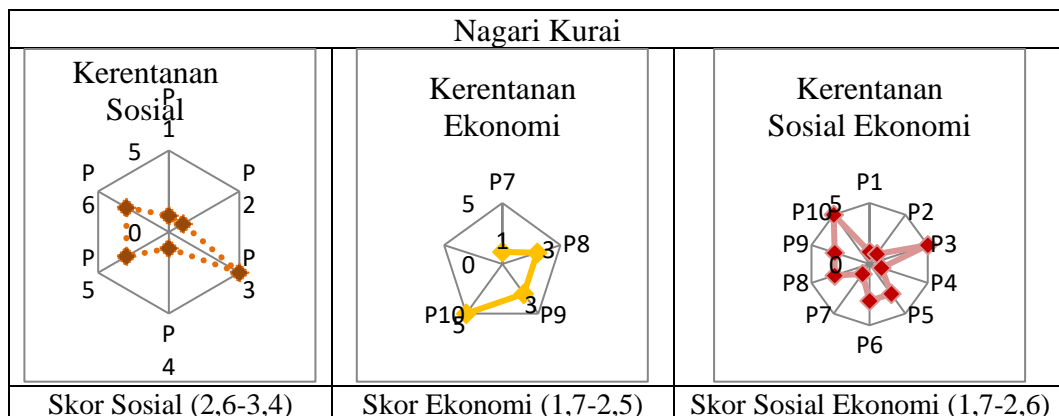 Nagari Kurai
Kerentanan
Sosial
P
1
P
2
P
3
P
4
P
5
P
6
5
0
Kerentanan
Ekonomi
P7
P8
P9
P10
5
0
1
3
3
5
Kerentanan
Sosial Ekonomi
P1
P2
P3
P4
P5
P6
P7
P8
P9
P10
5
0
Skor Sosial (2,6-3,4)
Skor Ekonomi (1,7-2,5)
Skor Sosial Ekonomi (1,7-2,6)